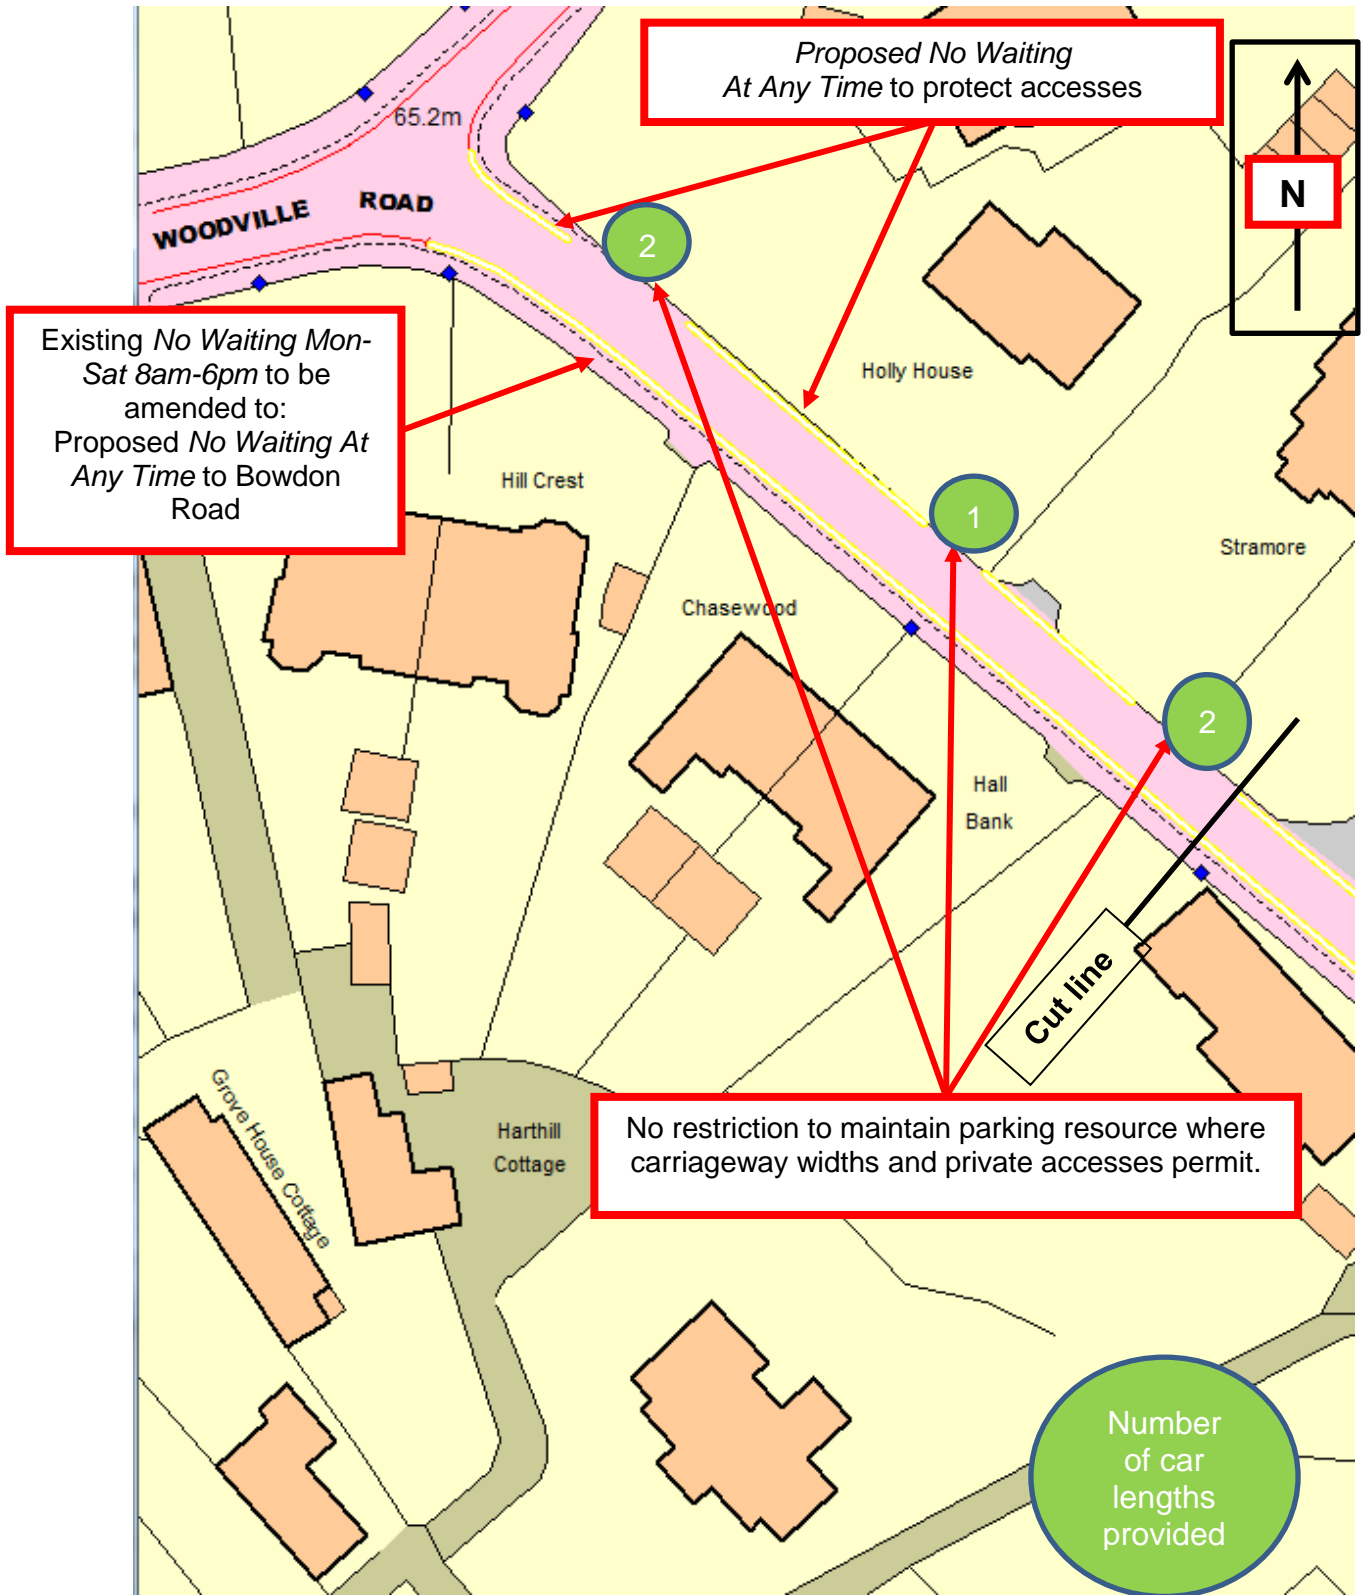 Proposed No Waiting
At Any Time to protect accesses
N
65.2m
WOODVILLE ROAD
2
Existing No Waiting Mon-
Sat 8am-6pm to be
amended to:
Proposed No Waiting At
Any Time to Bowdon
Road
Holly House
Hill Crest
1
Stramore
Chasewood
2
Hall
Bank
Cut line
Grove House Cottage
Harthill
Cottage
No restriction to maintain parking resource where
carriageway widths and private accesses permit.
Number
of car
lengths
provided